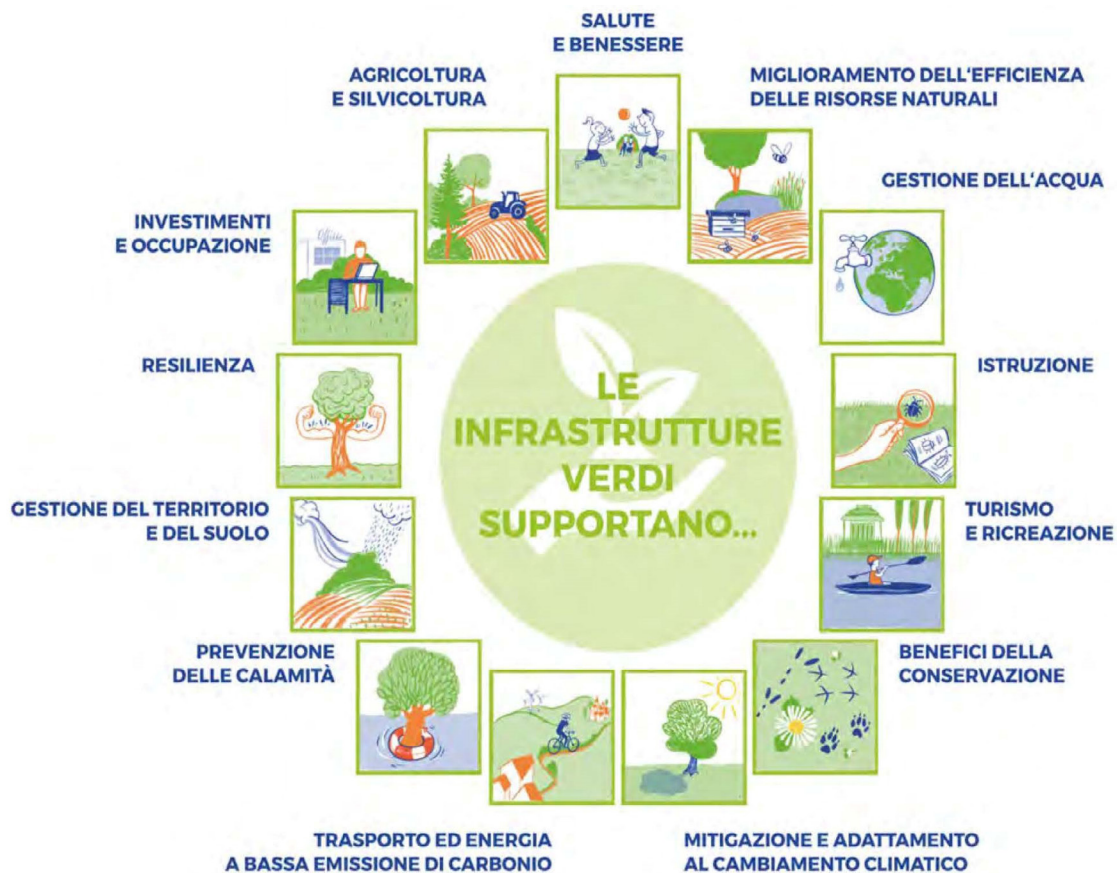 SALUTE
E BENESSERE
AGRICOLTURA
E SILVICOLTURA
MIGLIORAMENTO DELL'EFFICIENZA
DELLE RISORSE NATURALI
GESTIONE DELL'ACQUA
INVESTIMENTI
E OCCUPAZIONE
Office
RESILIENZA
ISTRUZIONE
LE
INFRASTRUTTURE
VERDI
SUPPORTANO...
GESTIONE DEL TERRITORIO
E DEL SUOLO
TURISMO
E RICREAZIONE
PREVENZIONE
DELLE CALAMITÀ
BENEFICI DELLA
CONSERVAZIONE
TRASPORTO ED ENERGIA
A BASSA EMISSIONE DI CARBONIO
MITIGAZIONE E ADATTAMENTO
AL CAMBIAMENTO CLIMATICO